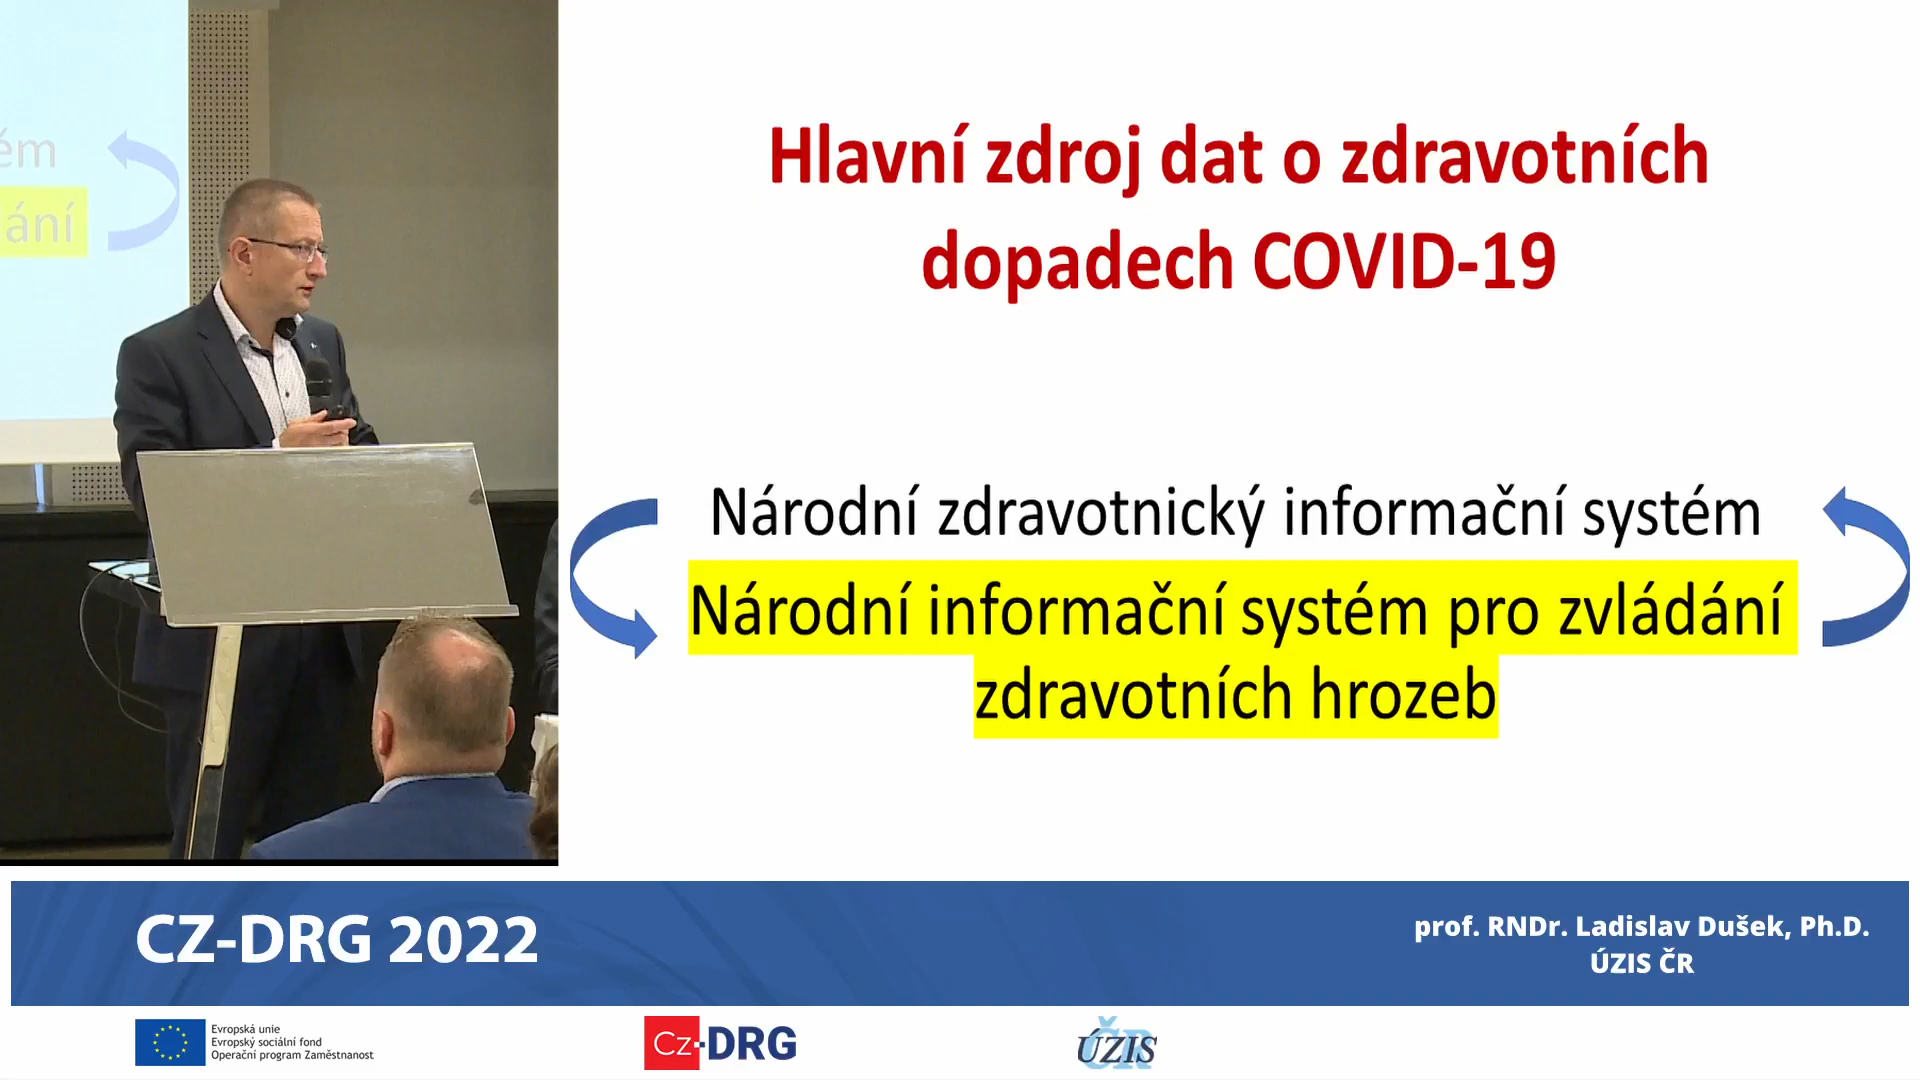 ém
ání
Hlavní zdroj dat o zdravotních
dopadech COVID-19
Národní zdravotnický informační systém
Národní informační systém pro zvládání
zdravotních hrozeb
CZ-DRG 2022
prof. RNDr. Ladislav Dušek, Ph.D.
ÚZIS ČR
Evropská unie
Evropský sociální fond
Operační program Zaměstnanost
CZ-DRG
ÚZIS
ČR